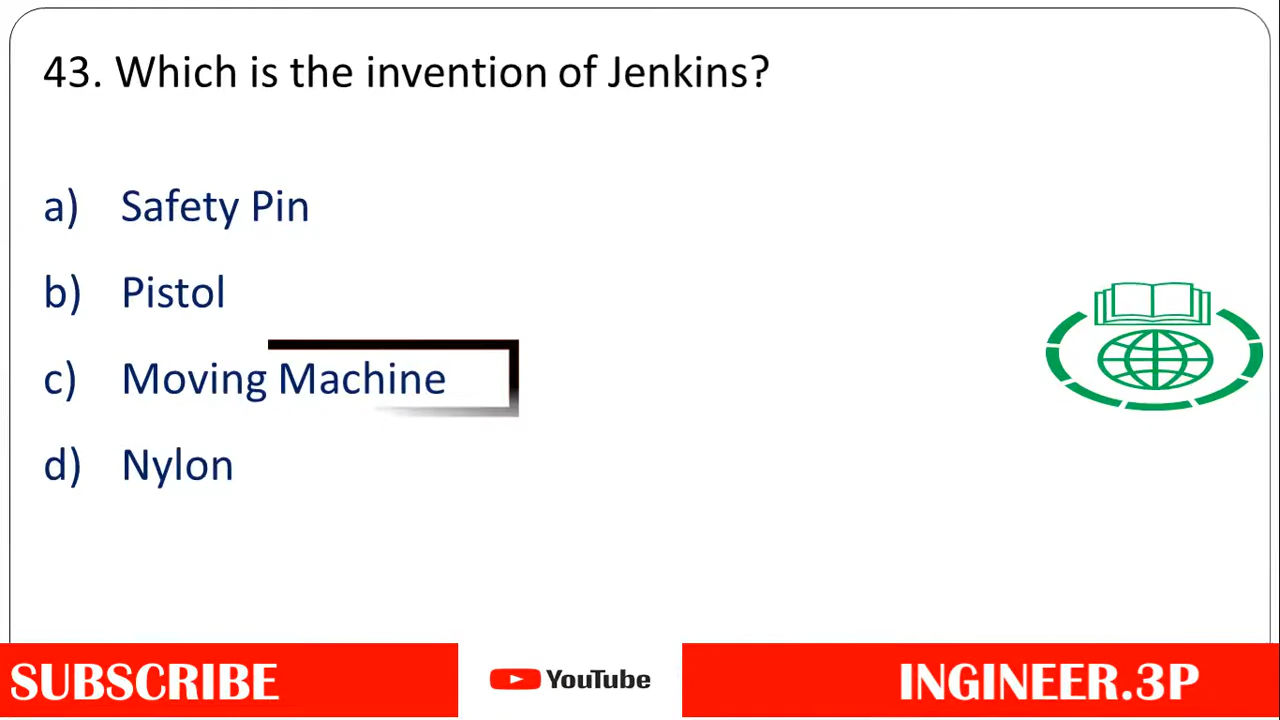 43. Which is the invention of Jenkins?
a) Safety Pin
b) Pistol
c) Moving Machine
d) Nylon
SUBSCRIBE YouTube INGINEER.3P